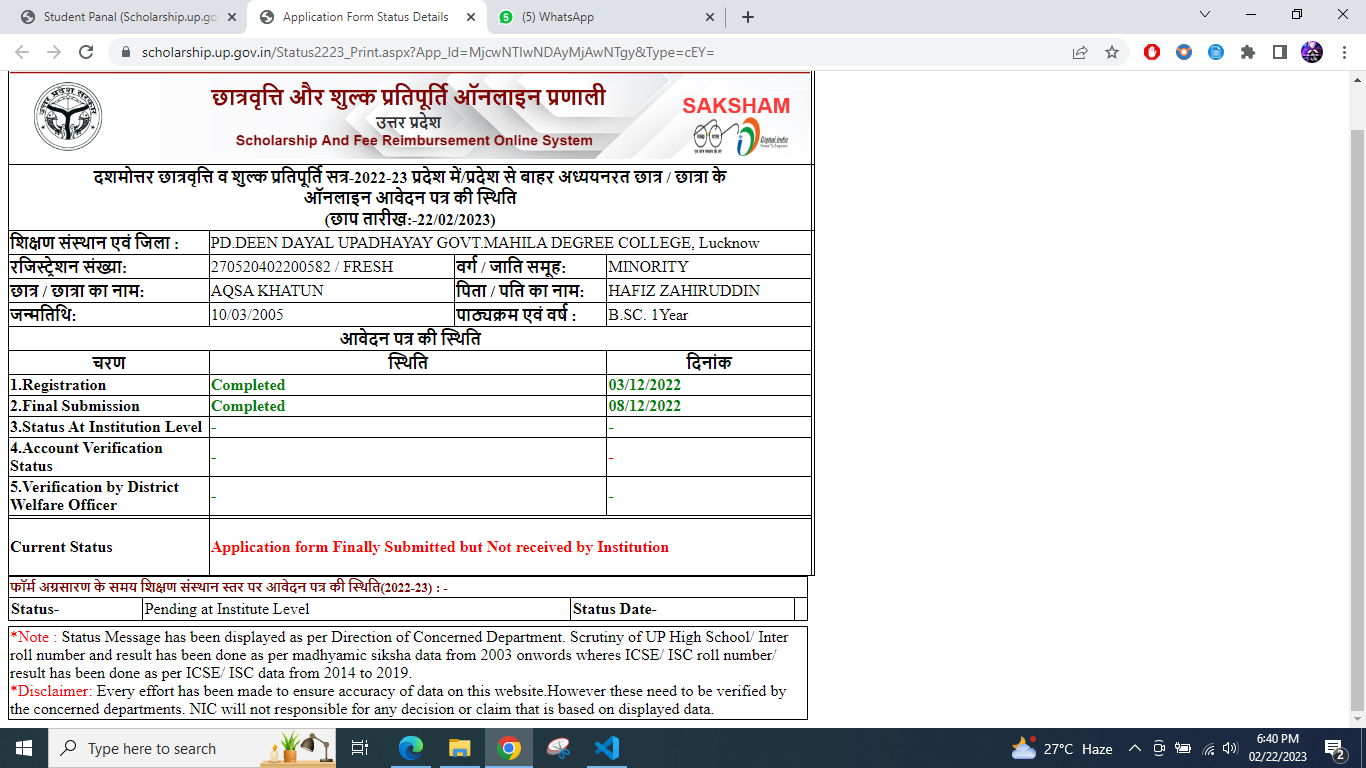 Student Panal (Scholarship.up.go
Application Form Status Details
(5) WhatsApp
scholarship.up.gov.in/Status2223_Print.aspx?App_Id=MjcwNTIwNDAyMjAwNTgy&Type=cEY=
छात्रवृत्ति और शुल्क प्रतिपूर्ति ऑनलाइन प्रणाली
उत्तर प्रदेश
Scholarship And Fee Reimbursement Online System
SAKSHAM
Digital India
दशमोत्तर छात्रवृत्ति व शुल्क प्रतिपूर्ति सत्र-2022-23 प्रदेश में/प्रदेश से बाहर अध्ययनरत छात्र / छात्रा के
ऑनलाइन आवेदन पत्र की स्थिति
(छाप तारीख:-22/02/2023)
शिक्षण संस्थान एवं जिला : PD.DEEN DAYAL UPADHAYAY GOVT.MAHILA DEGREE COLLEGE, Lucknow
रजिस्ट्रेशन संख्या: 270520402200582 / FRESH वर्ग / जाति समूह: MINORITY
छात्र / छात्रा का नाम: AQSA KHATUN पिता / पति का नाम: HAFIZ ZAHIRUDDIN
जन्मतिथि: 10/03/2005 पाठ्यक्रम एवं वर्ष : B.SC. 1Year
आवेदन पत्र की स्थिति
चरण स्थिति दिनांक
1.Registration Completed 03/12/2022
2.Final Submission Completed 08/12/2022
3.Status At Institution Level - -
4.Account Verification
Status - -
5.Verification by District
Welfare Officer - -
Current Status Application form Finally Submitted but Not received by Institution
फॉर्म अग्रसारण के समय शिक्षण संस्थान स्तर पर आवेदन पत्र की स्थिति(2022-23) : -
Status- Pending at Institute Level Status Date-
*Note : Status Message has been displayed as per Direction of Concerned Department. Scrutiny of UP High School/ Inter
roll number and result has been done as per madhyamic siksha data from 2003 onwords wheres ICSE/ ISC roll number/
result has been done as per ICSE/ ISC data from 2014 to 2019.
*Disclaimer: Every effort has been made to ensure accuracy of data on this website.However these need to be verified by
the concerned departments. NIC will not responsible for any decision or claim that is based on displayed data.
Type here to search
27°C Haze
6:40 PM
02/22/2023
2